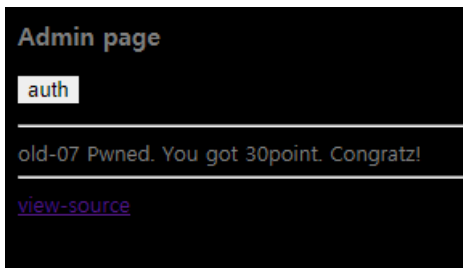 Admin page
auth
old-07 Pwned. You got 30point. Congratz!
view-source